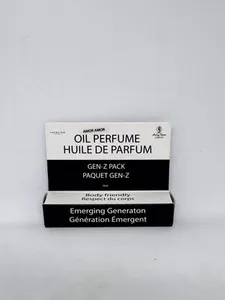 AMOR AMOR
OIL PERFUME
HUILE DE PARFUM
GEN-Z PACK
PAQUET GEN-Z
Body friendly
Respect du corps
Emerging Generaton
Génération Émergent